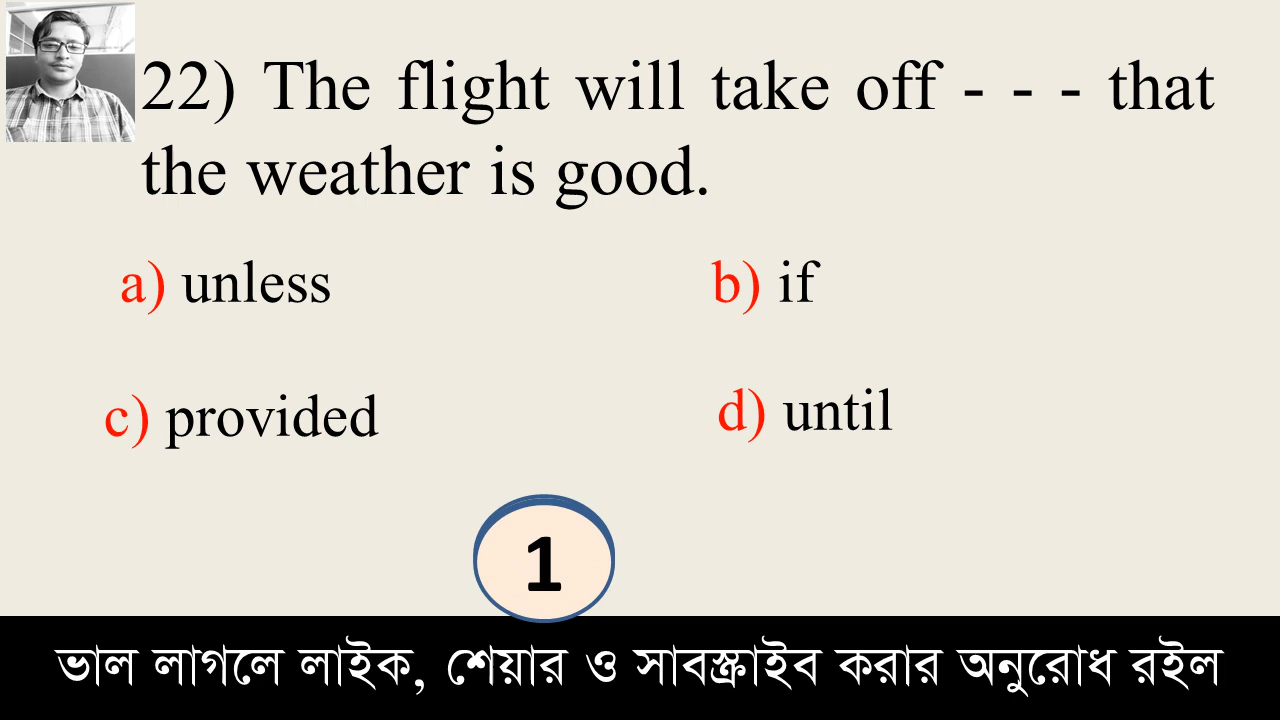 22) The flight will take off - - - that
the weather is good.
a) unless
b) if
c) provided
d) until
1
ভাল লাগলে লাইক, শেয়ার ও সাবস্ক্রাইব করার অনুরোধ রইল